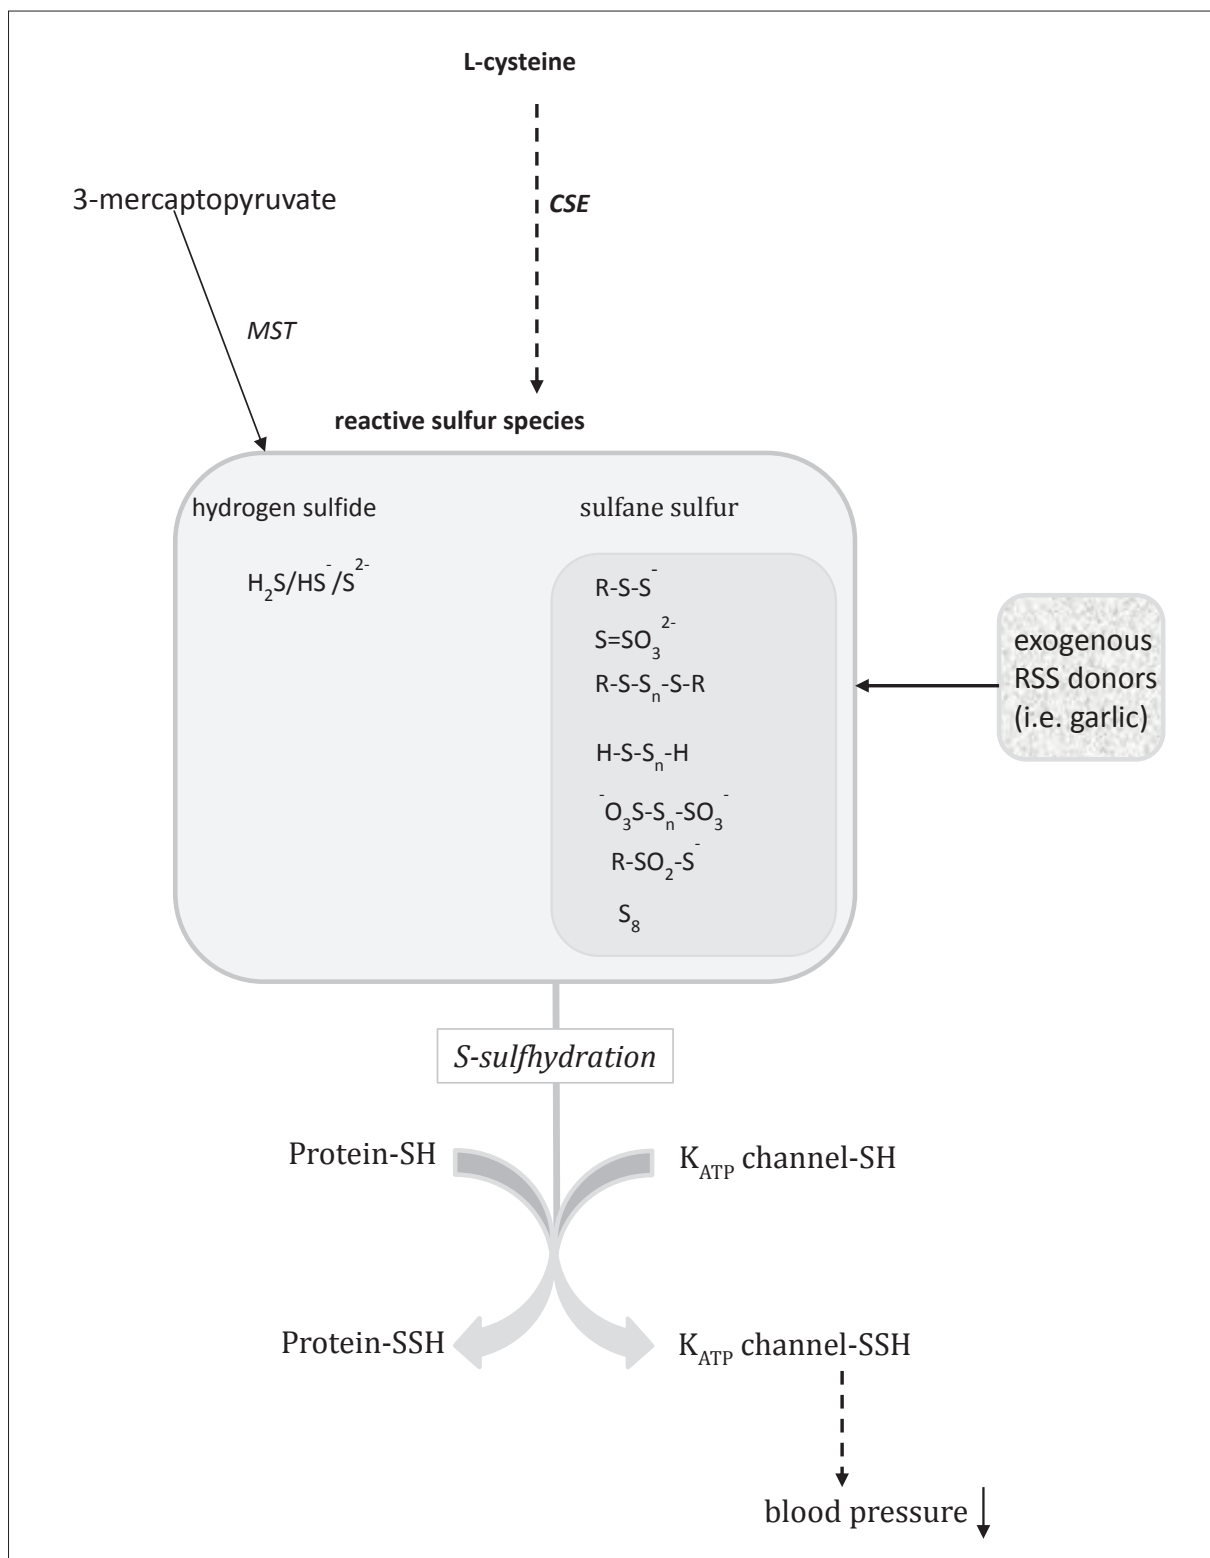 L-cysteine
3-mercaptopyruvate
CSE
MST
reactive sulfur species
hydrogen sulfide
sulfane sulfur
H₂S/HS⁻/S²⁻
R-S-S⁻
S=SO₃²⁻
R-S-Sₙ-S-R
H-S-Sₙ-H
⁻O₃S-Sₙ-SO₃⁻
R-SO₂-S⁻
S₈
exogenous
RSS donors
(i.e. garlic)
S-sulfhydration
Protein-SH
K_ATP channel-SH
Protein-SSH
K_ATP channel-SSH
blood pressure